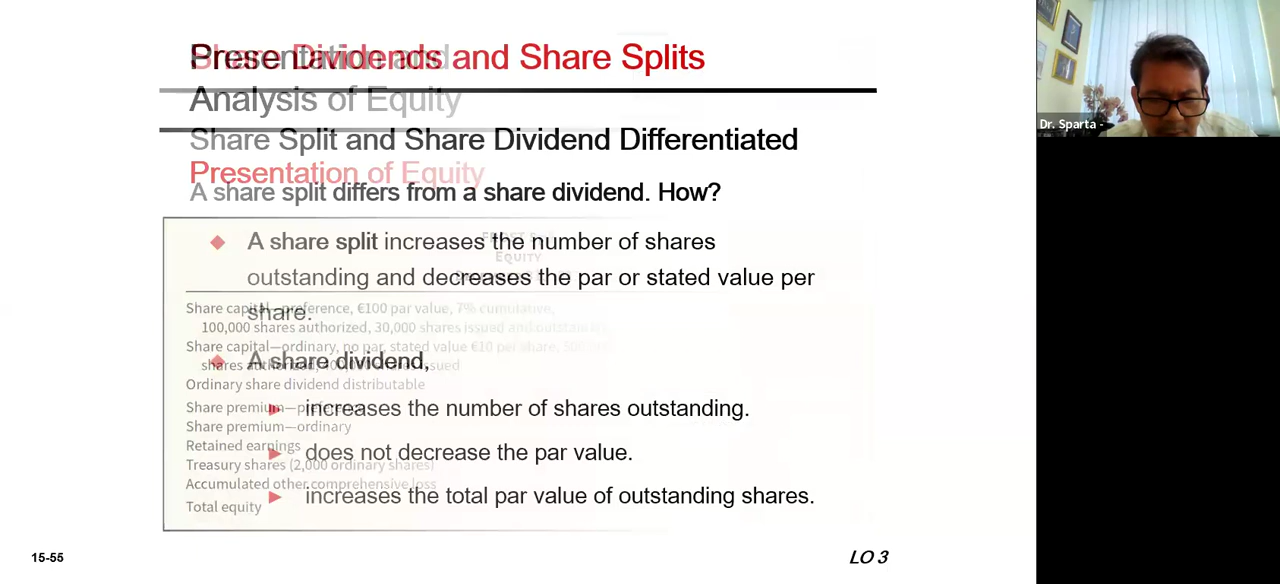 Share Dividends and Share Splits
Presentation and
Analysis of Equity
Share Split and Share Dividend Differentiated
Presentation of Equity
A share split differs from a share dividend. How?
A share split increases the number of shares
EQUITY
outstanding and decreases the par or stated value per
share.
Share capital—preference, €100 par value, 7% cumulative,
100,000 shares authorized, 30,000 shares issued and outstanding
Share capital—ordinary, no par, stated value €10 per share,
shares authorized, issued
A share dividend,
Ordinary share dividend distributable
Share premium—preference
increases the number of shares outstanding.
Share premium—ordinary
Retained earnings
does not decrease the par value.
Treasury shares (2,000 ordinary shares)
Accumulated other comprehensive loss
increases the total par value of outstanding shares.
Total equity
15-55
LO 3
Dr. Sparta -